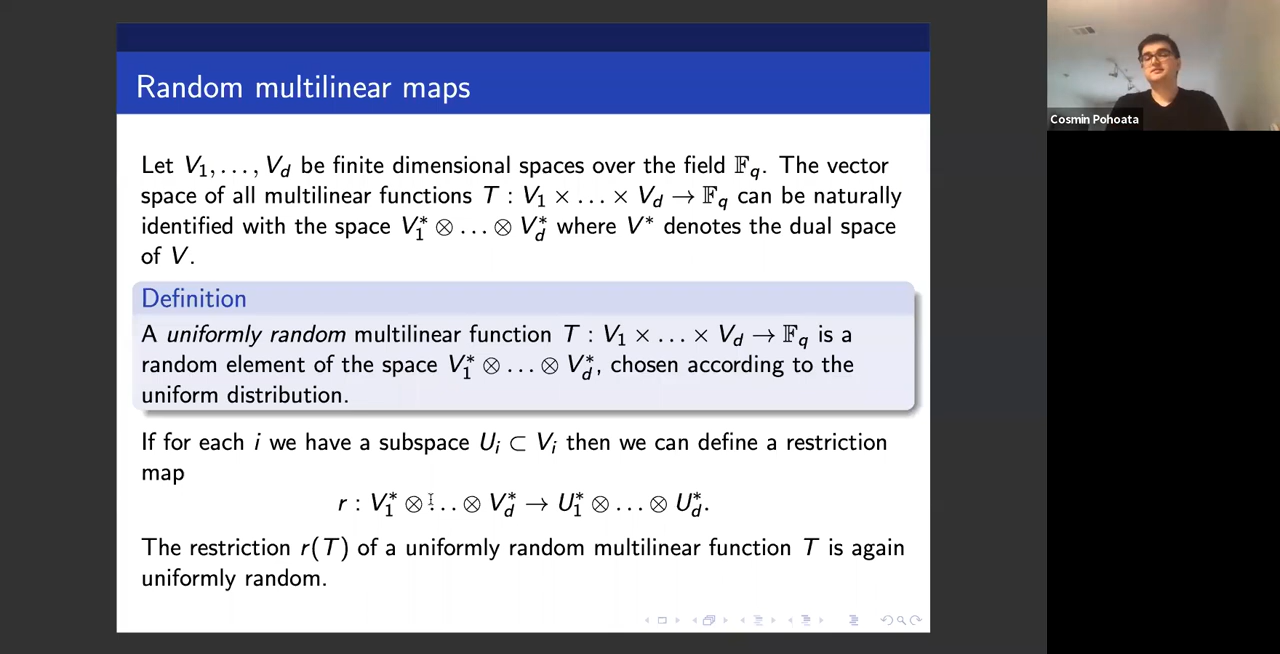 Random multilinear maps
Let V₁, . . . , V_d be finite dimensional spaces over the field 𝔽_q. The vector
space of all multilinear functions T : V₁ × . . . × V_d → 𝔽_q can be naturally
identified with the space V₁* ⊗ . . . ⊗ V_d* where V* denotes the dual space
of V.
Definition
A uniformly random multilinear function T : V₁ × . . . × V_d → 𝔽_q is a
random element of the space V₁* ⊗ . . . ⊗ V_d*, chosen according to the
uniform distribution.
If for each i we have a subspace U_i ⊂ V_i then we can define a restriction
map
r : V₁* ⊗ . . . ⊗ V_d* → U₁* ⊗ . . . ⊗ U_d*.
The restriction r(T) of a uniformly random multilinear function T is again
uniformly random.
Cosmin Pohoata